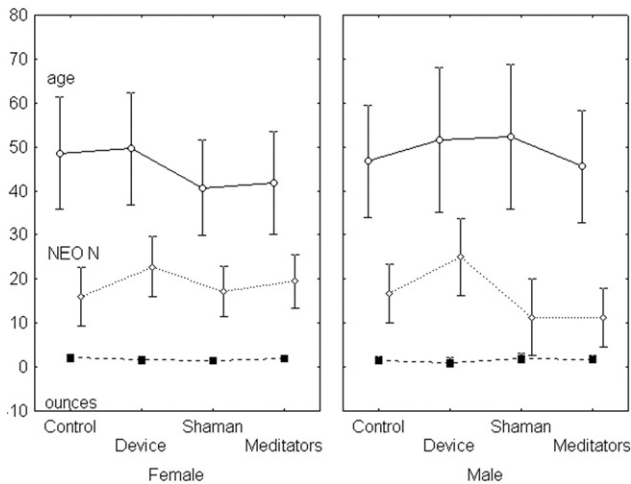 80
70
60
50
40
30
20
10
0
-10
age
NEO N
ounces
Control Shaman Control Shaman
Device Meditators Device Meditators
Female Male